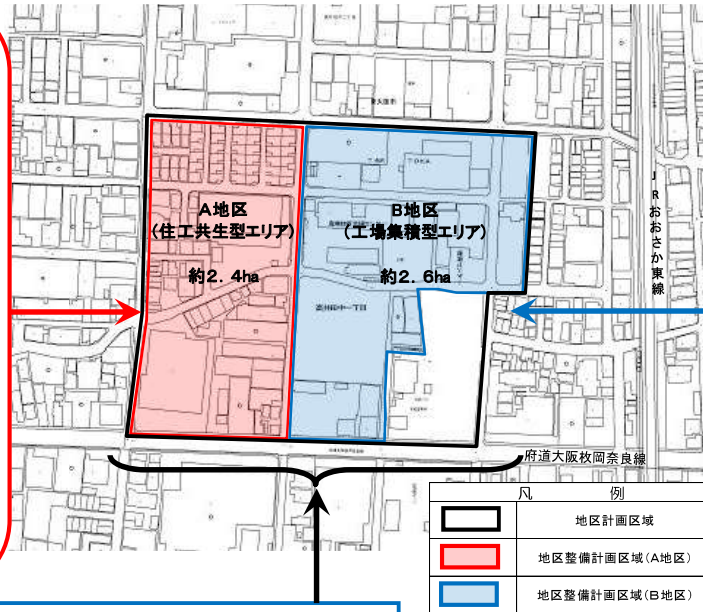 A地区
(住工共生型エリア)
約2.4ha
B地区
(工場集積型エリア)
約2.6ha
JRおおさか東線
府道大阪枚岡奈良線
凡 例
地区計画区域
地区整備計画区域(A地区)
地区整備計画区域(B地区)